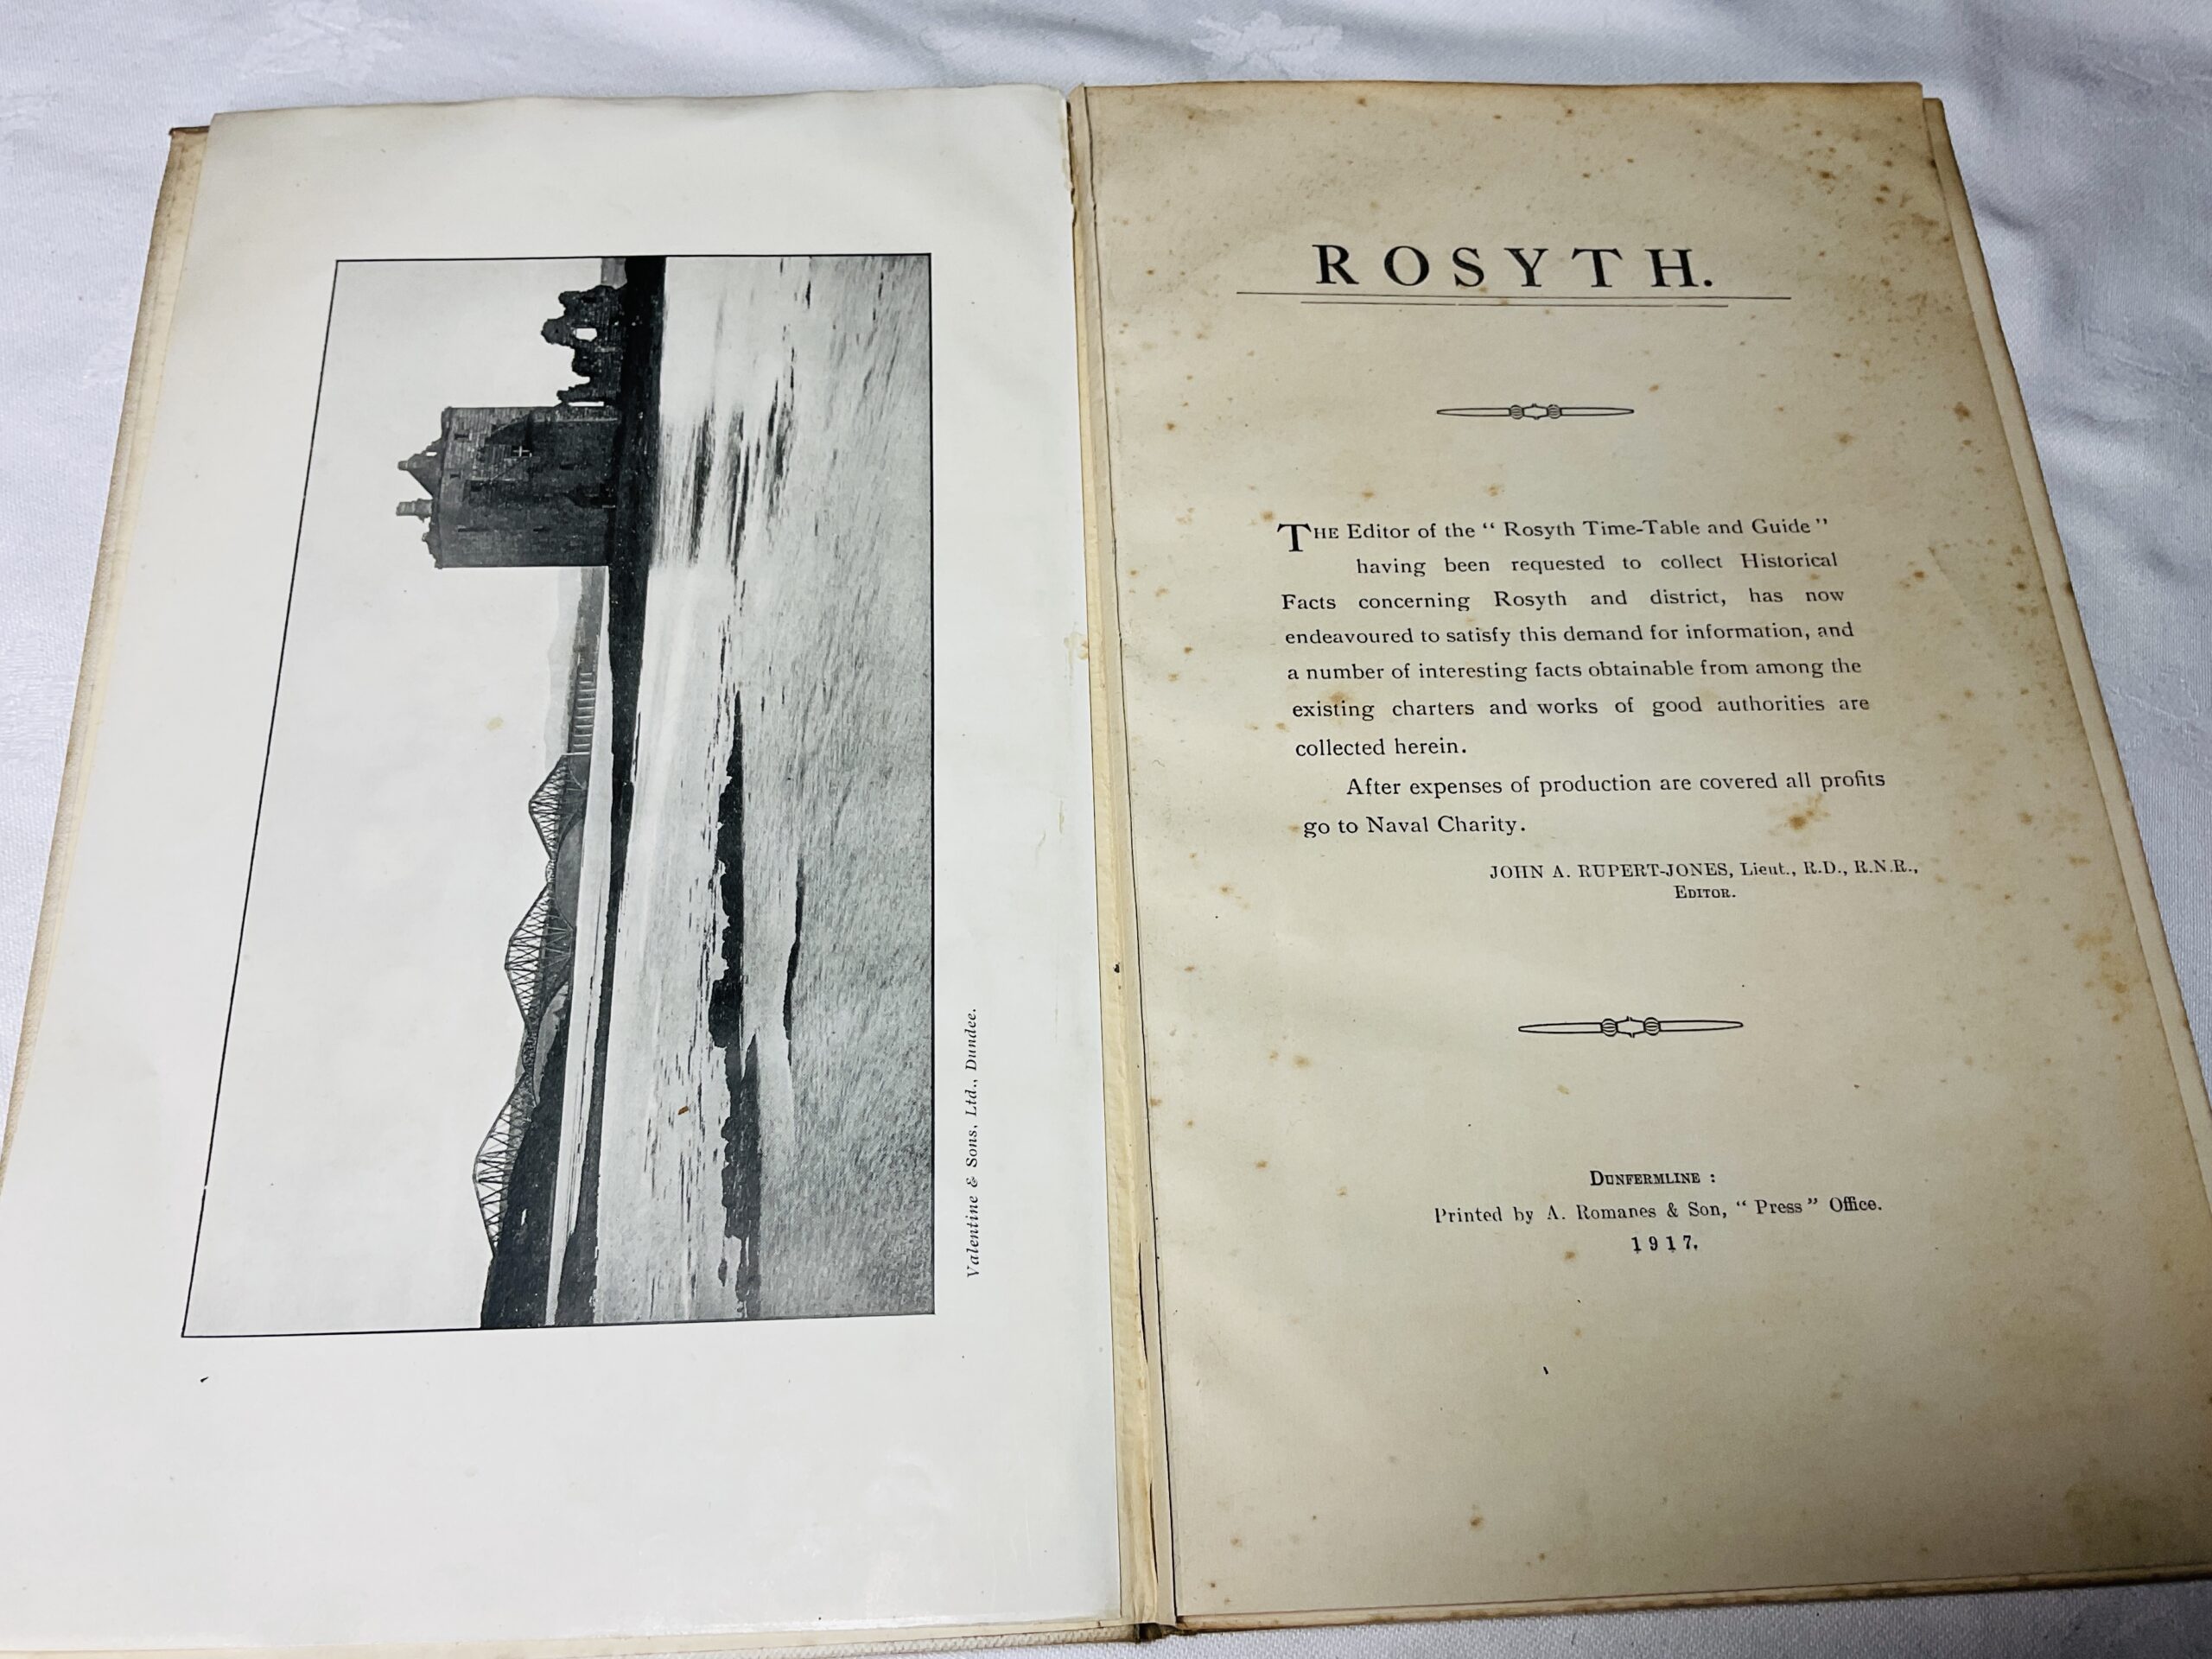 Valentine & Sons, Ltd., Dundee.
ROSYTH.
THE Editor of the “ Rosyth Time-Table and Guide ”
having been requested to collect Historical
Facts concerning Rosyth and district, has now
endeavoured to satisfy this demand for information, and
a number of interesting facts obtainable from among the
existing charters and works of good authorities are
collected herein.
After expenses of production are covered all profits
go to Naval Charity.
JOHN A. RUPERT-JONES, Lieut., R.D., R.N.R.,
EDITOR.
DUNFERMLINE :
Printed by A. Romanes & Son, “ Press ” Office.
1917.